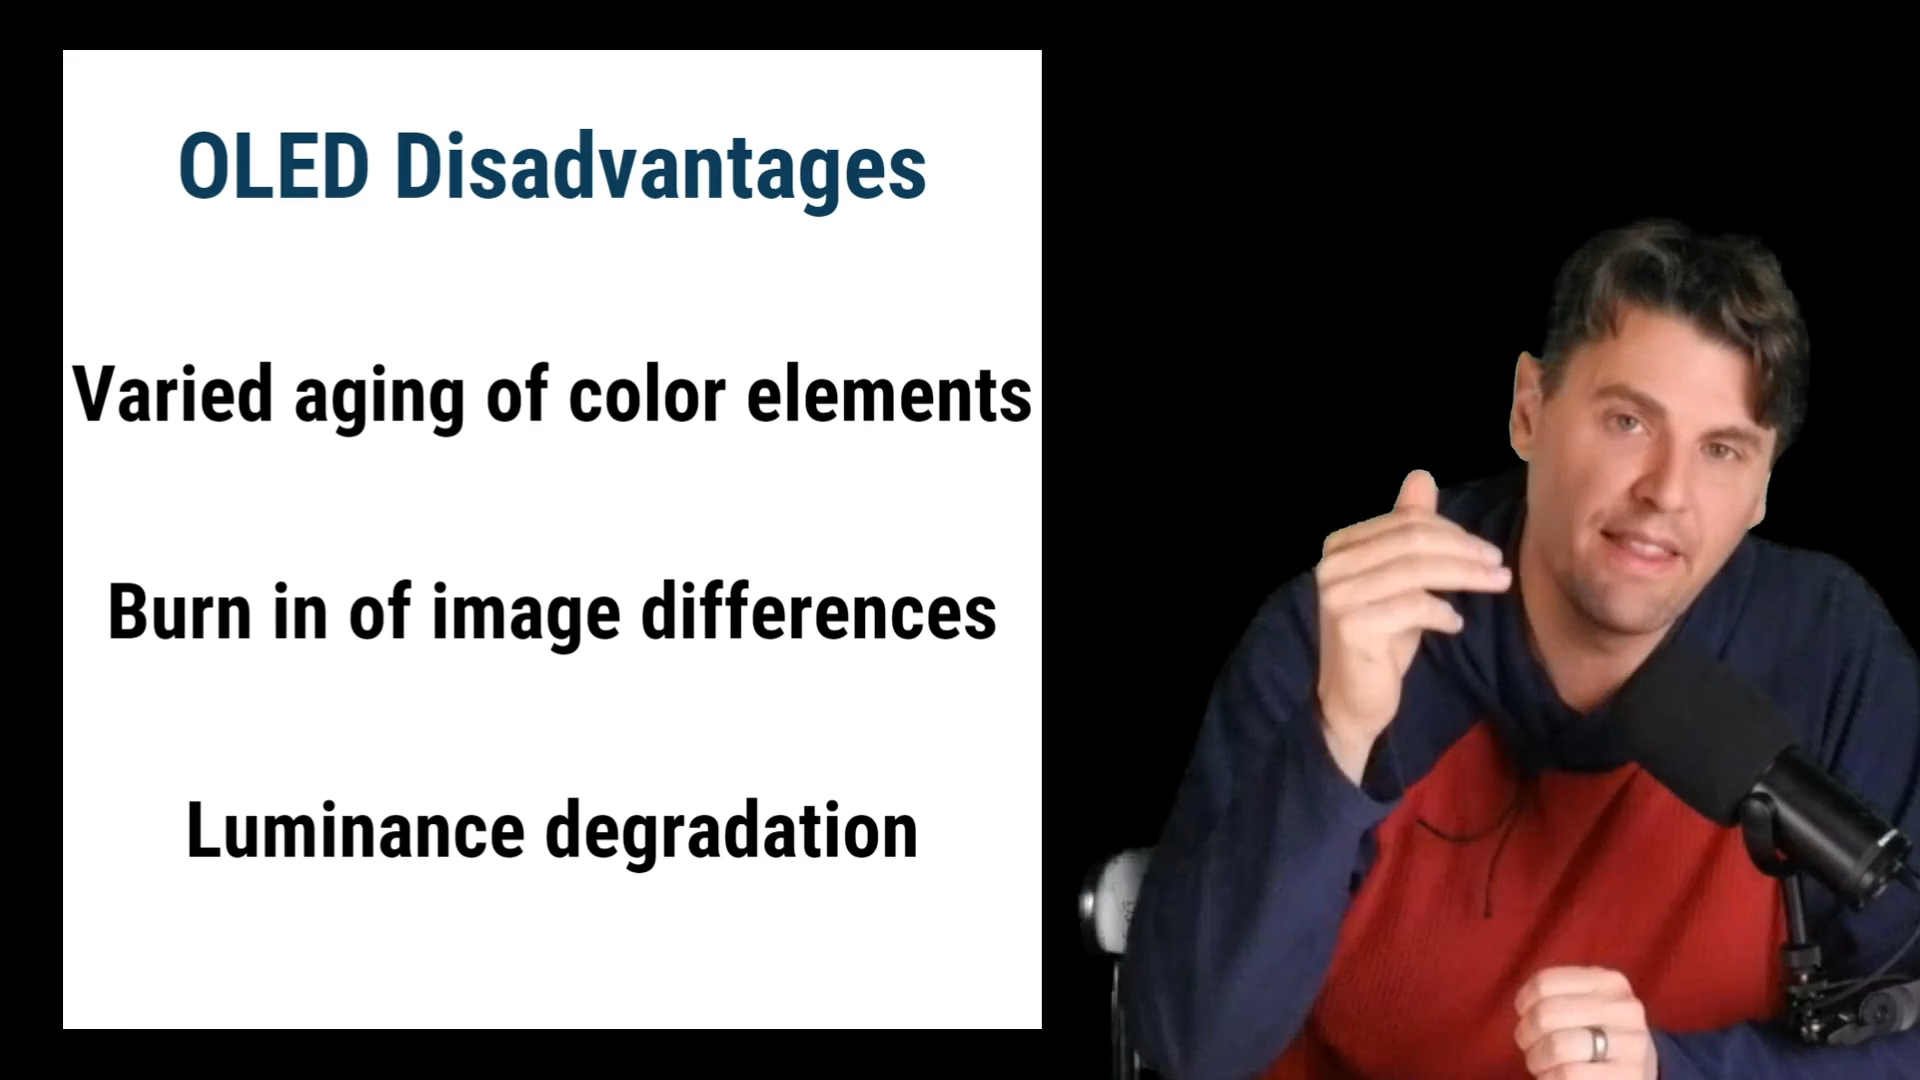 OLED Disadvantages
Varied aging of color elements
Burn in of image differences
Luminance degradation